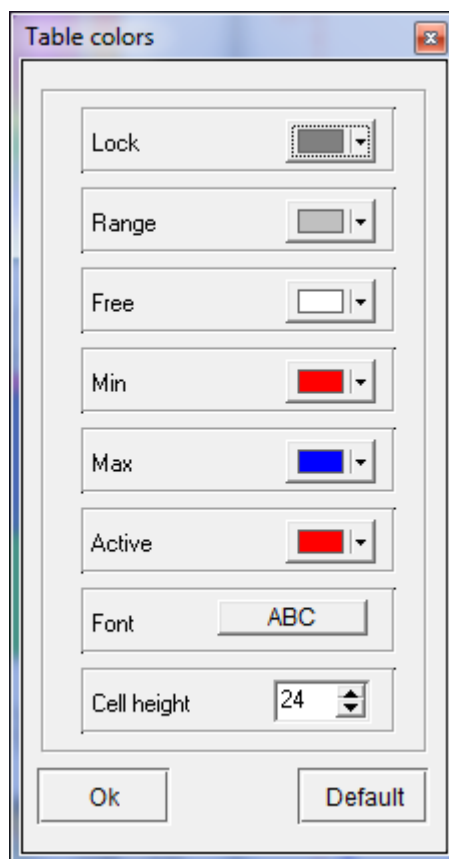 Table colors
Lock
Range
Free
Min
Max
Active
Font ABC
Cell height 24
Ok Default